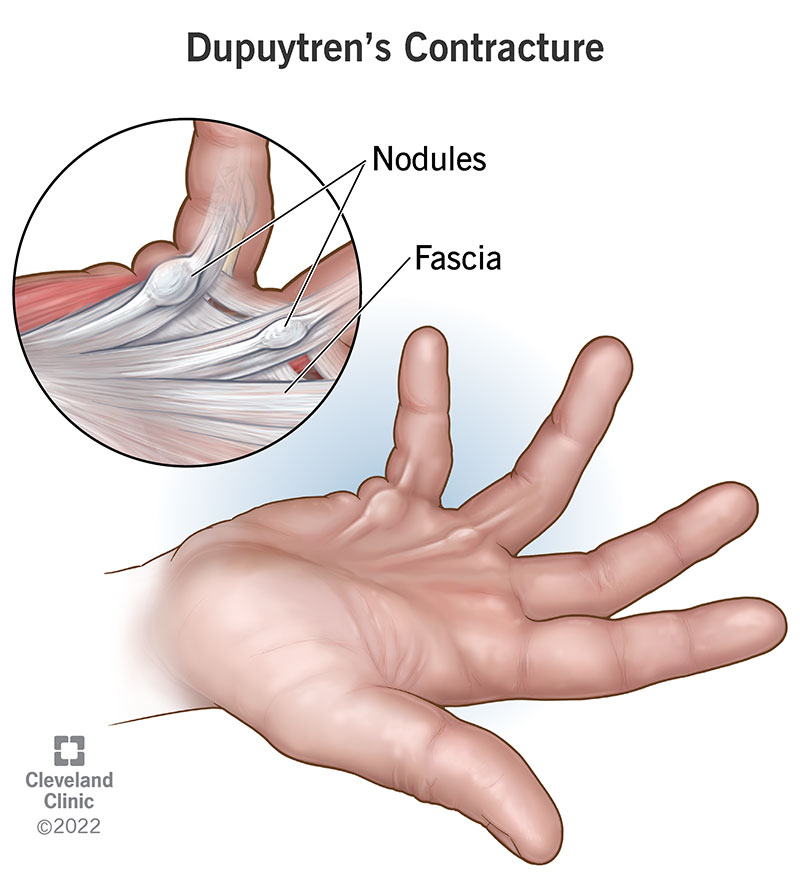 Dupuytren’s Contracture
Nodules
Fascia
Cleveland
Clinic
©2022